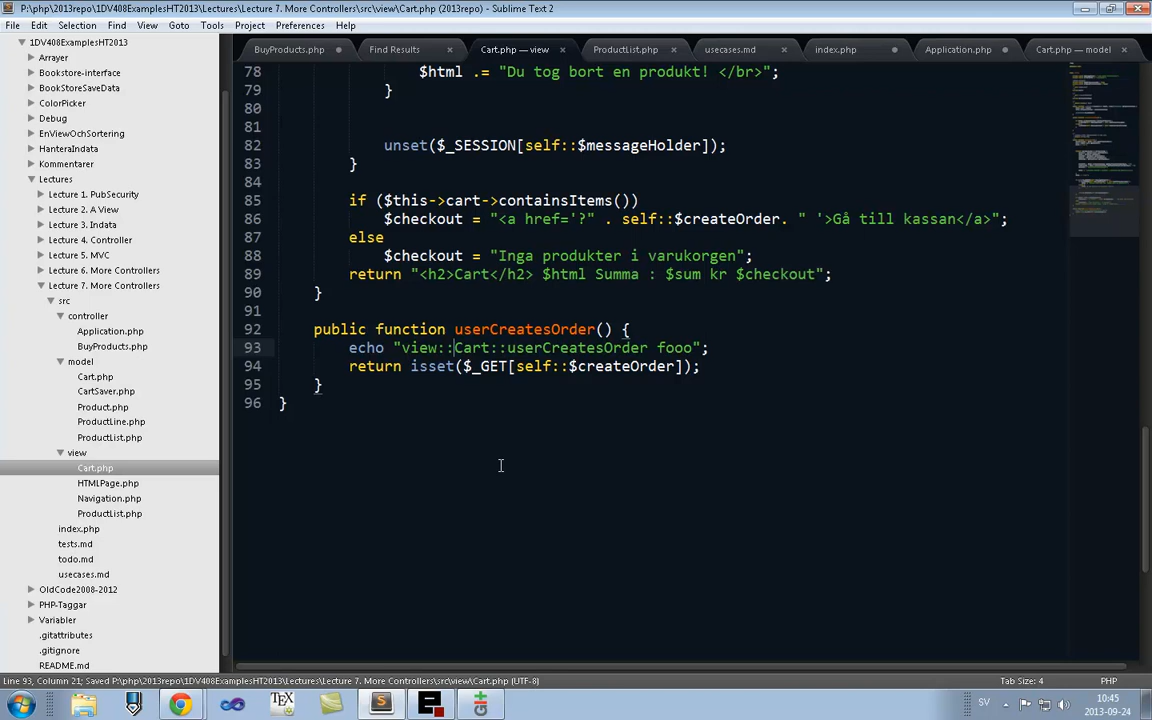 P:\php\2013repo\1DV408ExamplesHT2013\Lectures\Lecture 7. More Controllers\src\view\Cart.php (2013repo) - Sublime Text 2
File Edit Selection Find View Goto Tools Project Preferences Help
BuyProducts.php Find Results Cart.php — view ProductList.php usecases.md index.php Application.php Cart.php — model
1DV408ExamplesHT2013
Arrayer
Bookstore-interface
BookStoreSaveData
ColorPicker
Debug
EnViewOchSortering
HanteraIndata
Kommentarer
Lectures
Lecture 1. PubSecurity
Lecture 2. A View
Lecture 3. Indata
Lecture 4. Controller
Lecture 5. MVC
Lecture 6. More Controllers
Lecture 7. More Controllers
src
controller
Application.php
BuyProducts.php
model
Cart.php
CartSaver.php
Product.php
ProductLine.php
ProductList.php
view
Cart.php
HTMLPage.php
Navigation.php
ProductList.php
index.php
tests.md
todo.md
usecases.md
OldCode2008-2012
PHP-Taggar
Variabler
.gitattributes
.gitignore
README.md
78 $html .= "Du tog bort en produkt! </br>";
79 }
80
81
82 unset($_SESSION[self::$messageHolder]);
83 }
84
85 if ($this->cart->containsItems())
86 $checkout = "<a href='?" . self::$createOrder. " '>Gå till kassan</a>";
87 else
88 $checkout = "Inga produkter i varukorgen";
89 return "<h2>Cart</h2> $html Summa : $sum kr $checkout";
90 }
91
92 public function userCreatesOrder() {
93 echo "view::Cart::userCreatesOrder fooo";
94 return isset($_GET[self::$createOrder]);
95 }
96 }
Line 93, Column 21; Saved P:\php\2013repo\1DV408ExamplesHT2013\Lectures\Lecture 7. More Controllers\src\view\Cart.php (UTF-8) Tab Size: 4 PHP
SV 10:45
2013-09-24